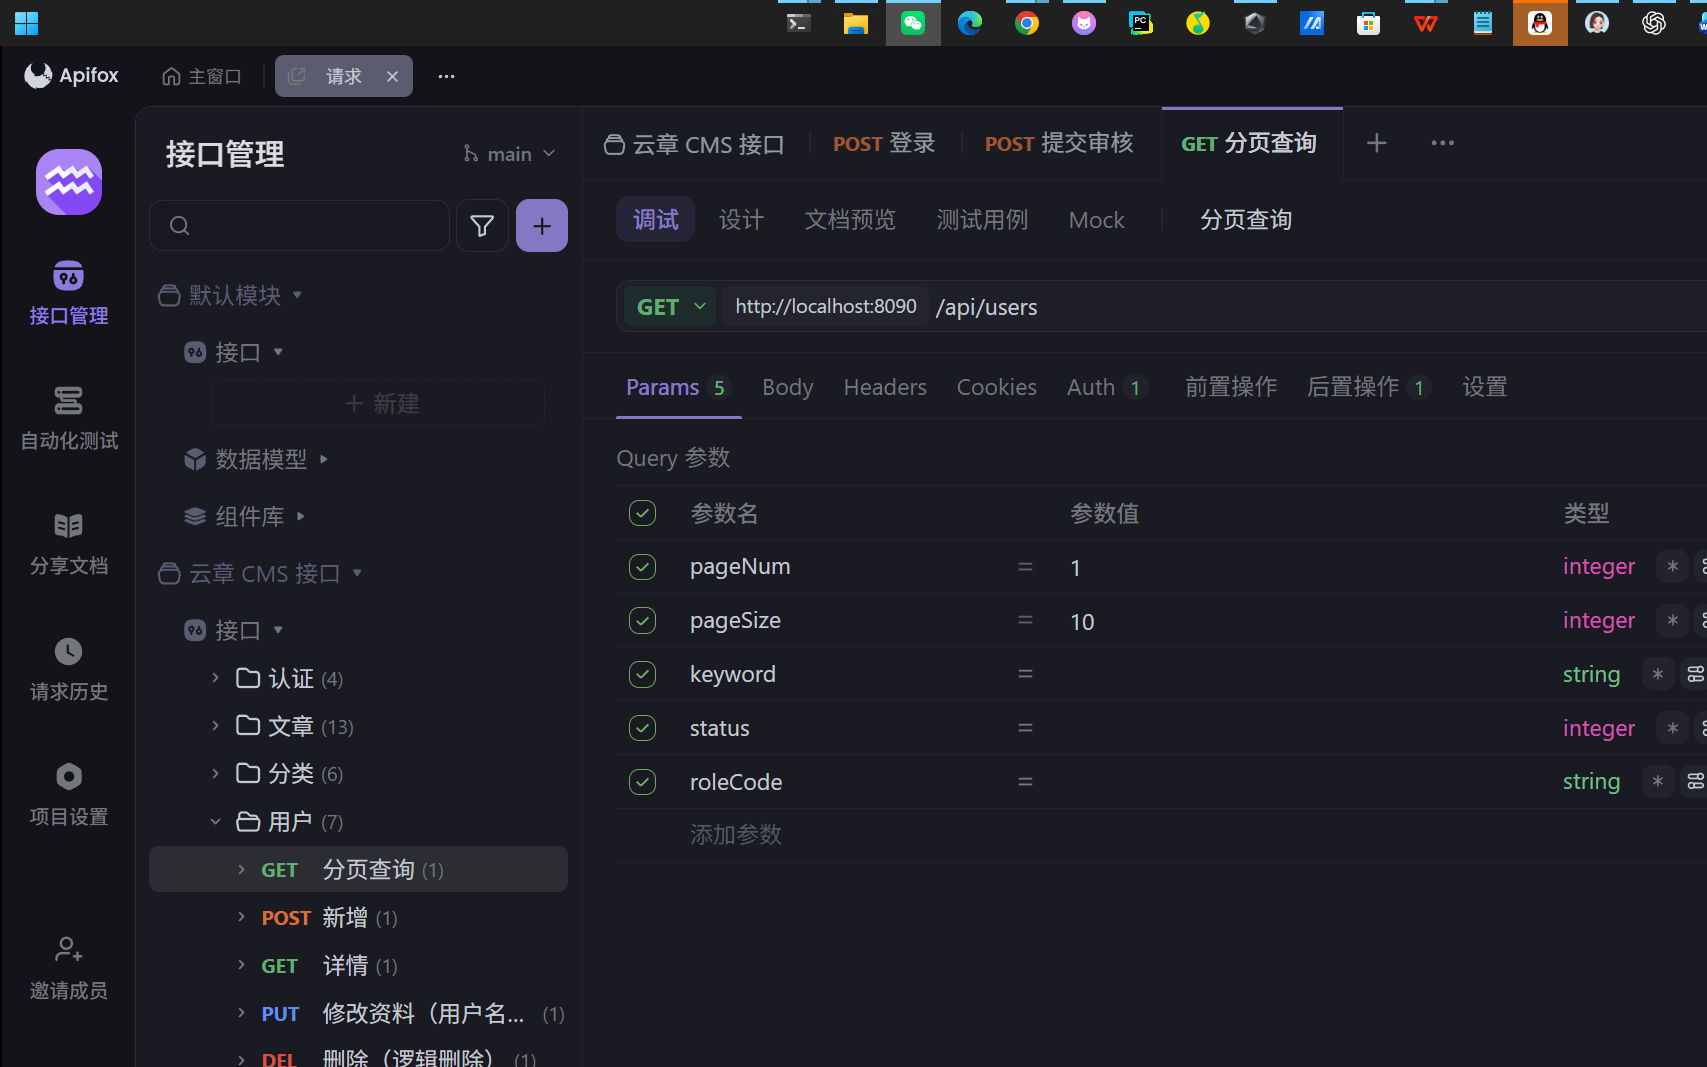 Apifox
主窗口
请求
接口管理
自动化测试
分享文档
请求历史
项目设置
邀请成员
接口管理
main
默认模块
接口
新建
数据模型
组件库
云章 CMS 接口
接口
认证 (4)
文章 (13)
分类 (6)
用户 (7)
GET 分页查询 (1)
POST 新增 (1)
GET 详情 (1)
PUT 修改资料（用户名... (1)
DEL 删除（逻辑删除） (1)
云章 CMS 接口 POST 登录 POST 提交审核 GET 分页查询
调试 设计 文档预览 测试用例 Mock 分页查询
GET http://localhost:8090 /api/users
Params 5 Body Headers Cookies Auth 1 前置操作 后置操作 1 设置
Query 参数
参数名 参数值 类型
pageNum = 1 integer *
pageSize = 10 integer *
keyword = string *
status = integer *
roleCode = string *
添加参数